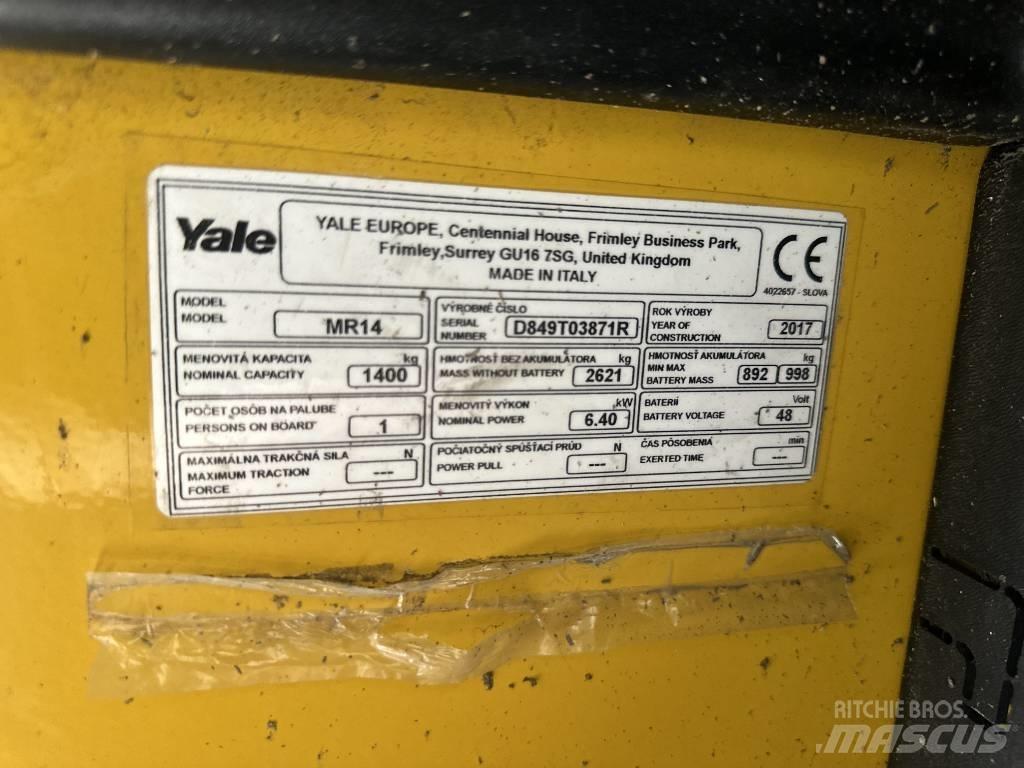 Yale
YALE EUROPE, Centennial House, Frimley Business Park,
Frimley,Surrey GU16 7SG, United Kingdom
MADE IN ITALY
CE
4022657 - SLOVA
MODEL
MODEL
MR14
VÝROBNÉ ČÍSLO
SERIAL
NUMBER
D849T03871R
ROK VÝROBY
YEAR OF
CONSTRUCTION
2017
MENOVITÁ KAPACITA kg
NOMINAL CAPACITY 1400
HMOTNOSŤ BEZ AKUMULÁTORA kg
MASS WITHOUT BATTERY 2621
HMOTNOSŤ AKUMULÁTORA kg
MIN MAX
BATTERY MASS 892 998
POČET OSÔB NA PALUBE
PERSONS ON BOARD 1
MENOVITÝ VÝKON kW
NOMINAL POWER 6.40
BATERIÍ Volt
BATTERY VOLTAGE 48
MAXIMÁLNA TRAKČNÁ SILA N
MAXIMUM TRACTION
FORCE ---
POČIATOČNÝ SPÚŠŤACÍ PRÚD N
POWER PULL ---
ČAS PÔSOBENIA min
EXERTED TIME ---
RITCHIE BROS.
MASCUS